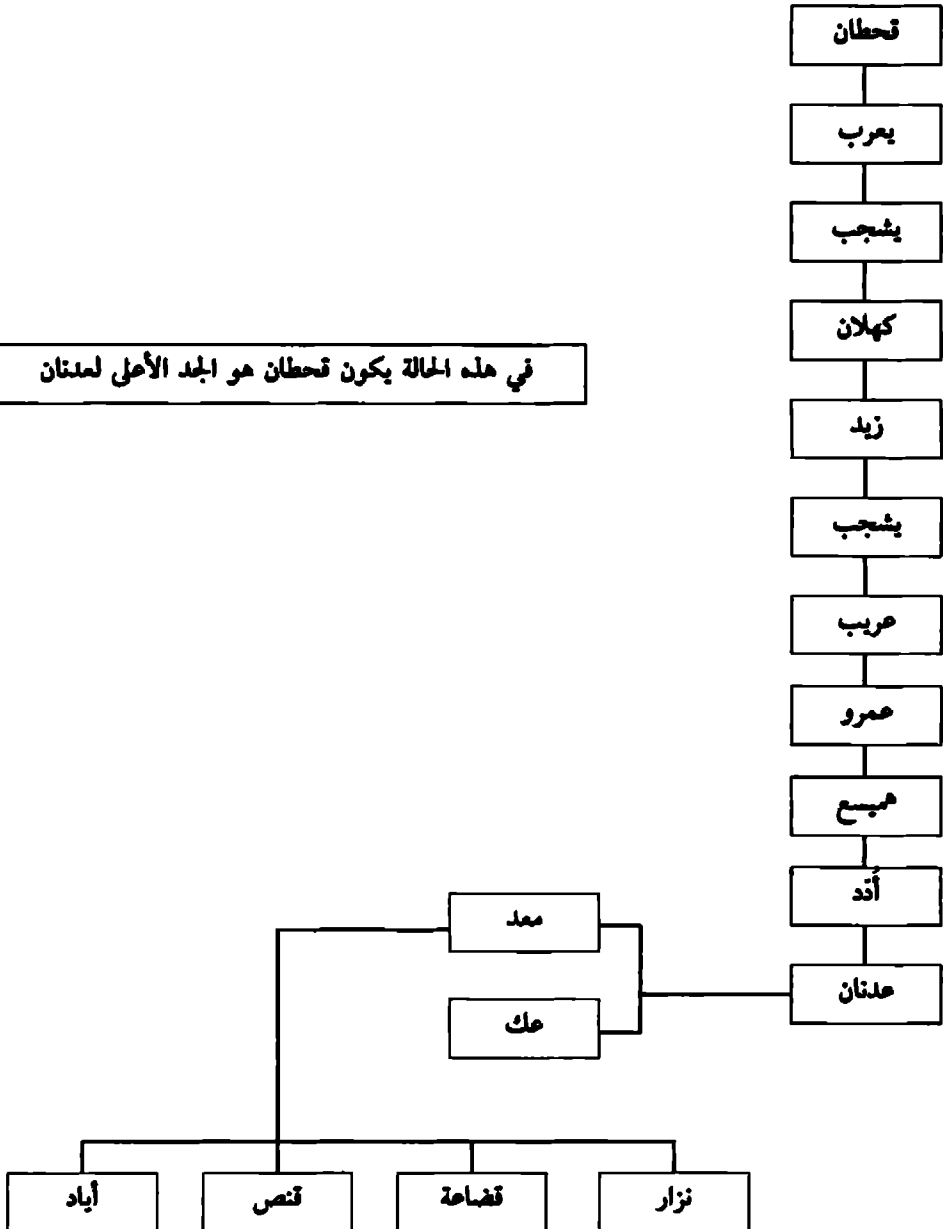 قحطان
يعرب
يشجب
كهلان
في هذه الحالة يكون قحطان هو الجد الأعلى لعدنان
زيد
يشجب
عريب
عمرو
هميسع
أُدد
معد
عدنان
عك
نزار
قضاعة
قنص
أياد